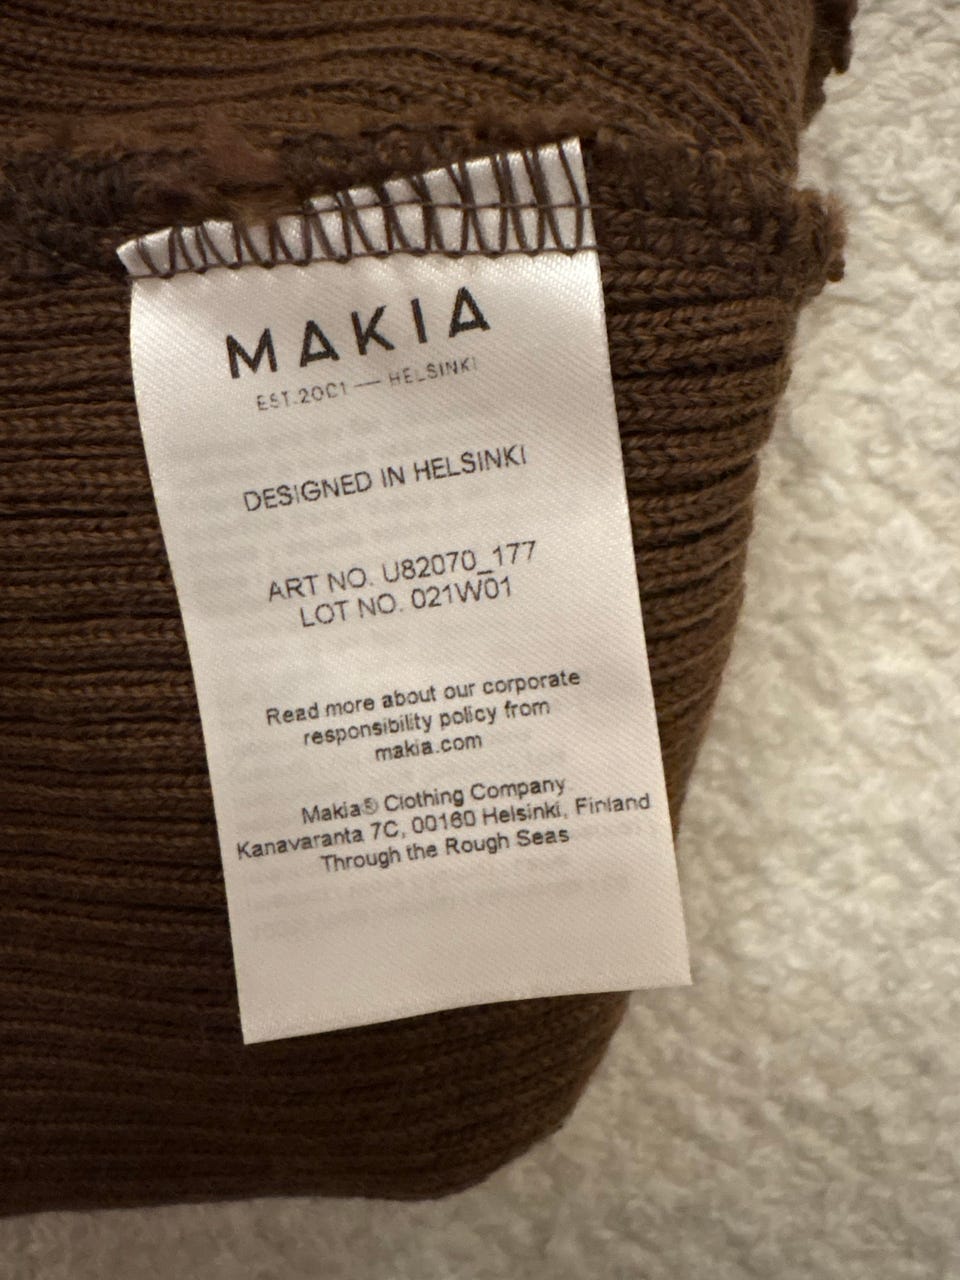 MAKIA
EST.2001 — HELSINKI
DESIGNED IN HELSINKI
ART NO. U82070_177
LOT NO. 021W01
Read more about our corporate
responsibility policy from
makia.com
Makia® Clothing Company
Kanavaranta 7C, 00160 Helsinki, Finland
Through the Rough Seas